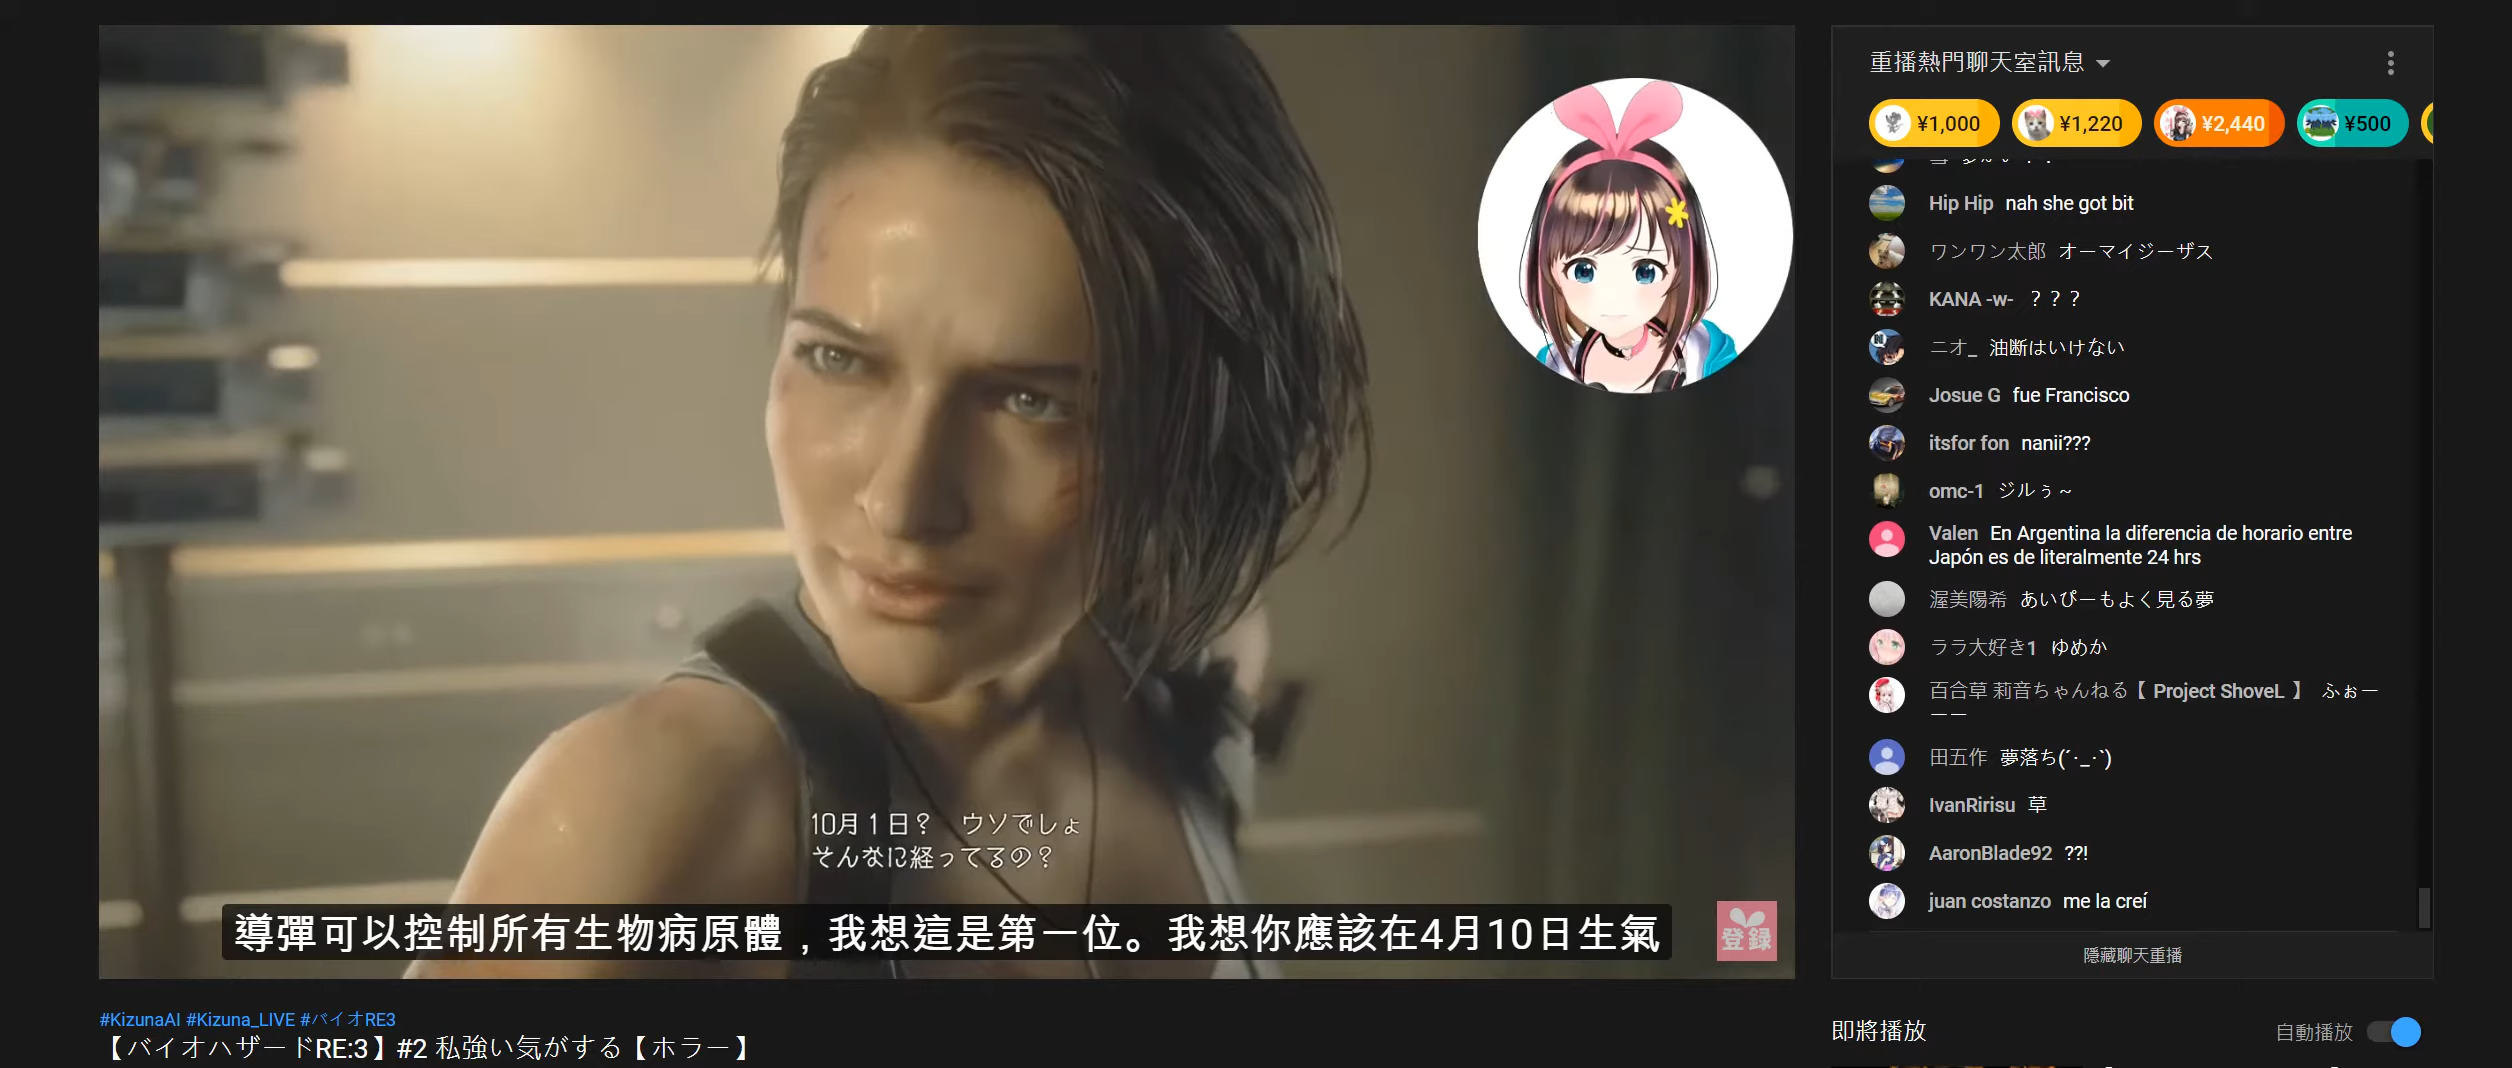 10月1日？　ウソでしょ
そんなに経ってるの？
導彈可以控制所有生物病原體，我想這是第一位。我想你應該在4月10日生氣
登録
#KizunaAI #Kizuna_LIVE #バイオRE3
【バイオハザードRE:3】#2 私強い気がする【ホラー】
重播熱門聊天室訊息
¥1,000 ¥1,220 ¥2,440 ¥500
Hip Hip nah she got bit
ワンワン太郎 オーマイジーザス
KANA -w- ？？？
ニオ_ 油断はいけない
Josue G fue Francisco
itsfor fon nanii???
omc-1 ジルぅ～
Valen En Argentina la diferencia de horario entre
Japón es de literalmente 24 hrs
渥美陽希 あいぴーもよく見る夢
ララ大好き1 ゆめか
百合草 莉音ちゃんねる【 Project ShoveL 】 ふぉー
ーー
田五作 夢落ち(´·_·`)
IvanRirisu 草
AaronBlade92 ??!
juan costanzo me la creí
隱藏聊天重播
即將播放
自動播放